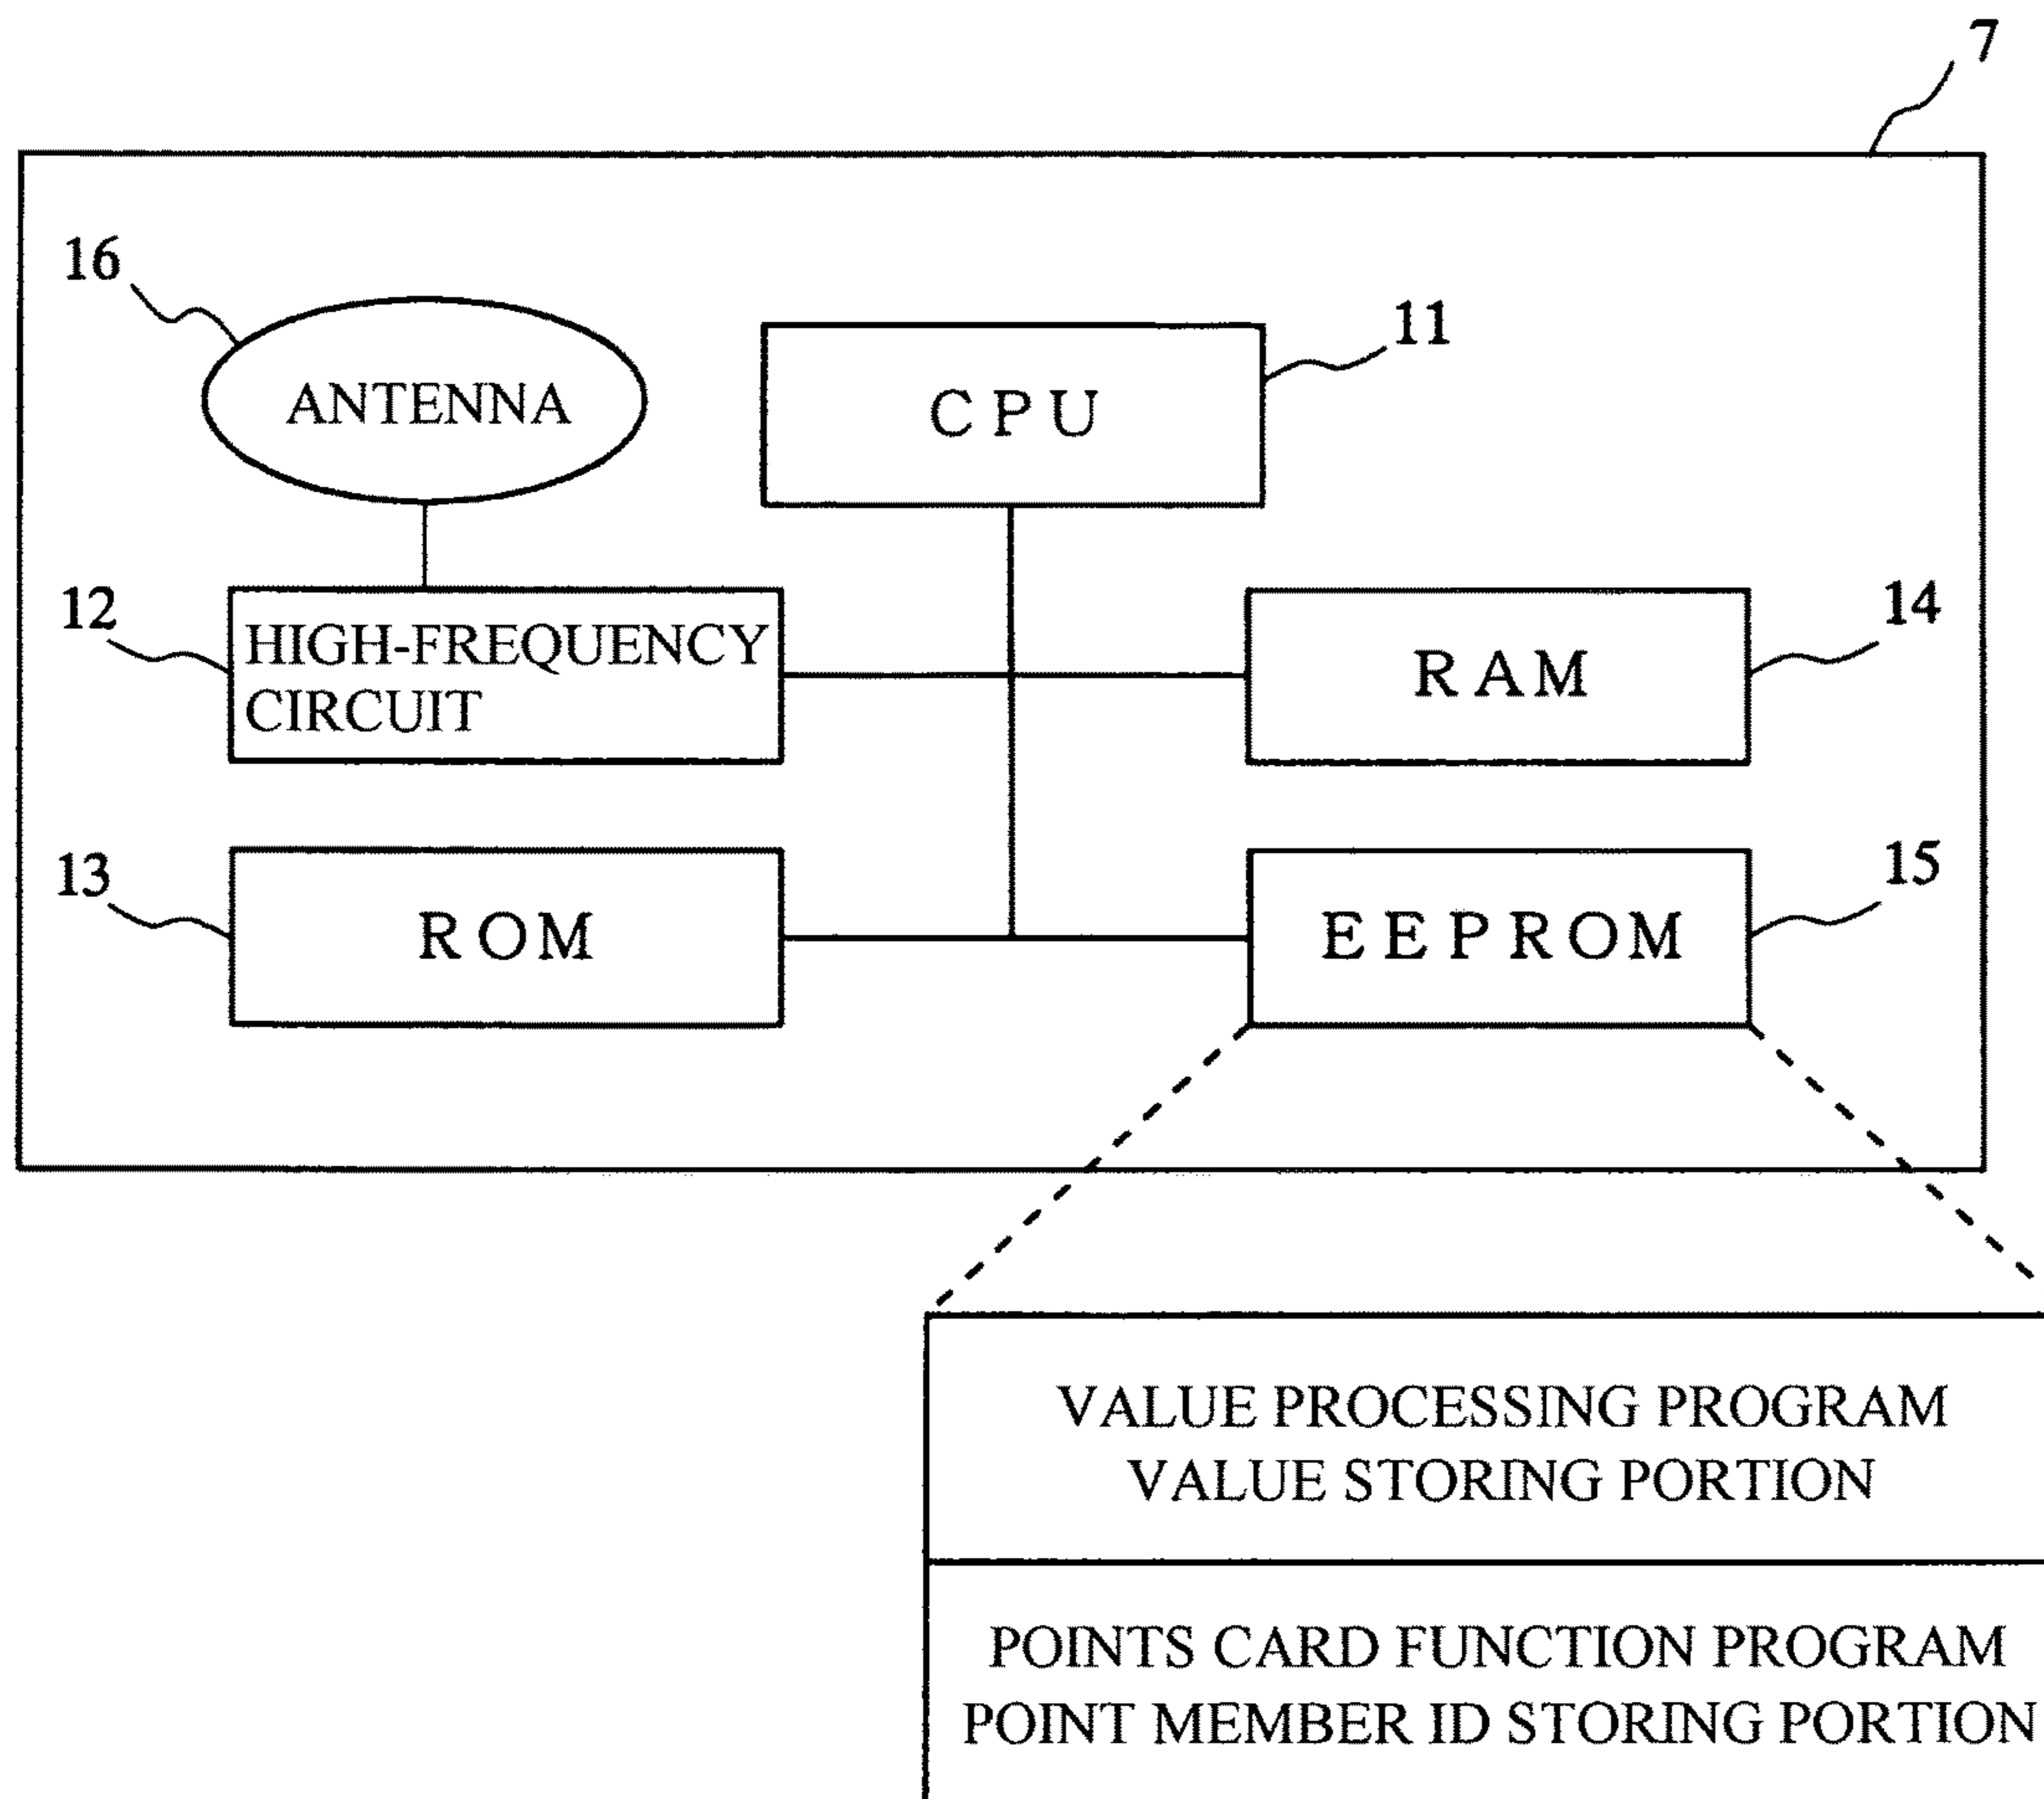 7
16
ANTENNA
11
CPU
12
HIGH-FREQUENCY
CIRCUIT
14
RAM
13
ROM
15
EEPROM
VALUE PROCESSING PROGRAM
VALUE STORING PORTION
POINTS CARD FUNCTION PROGRAM
POINT MEMBER ID STORING PORTION